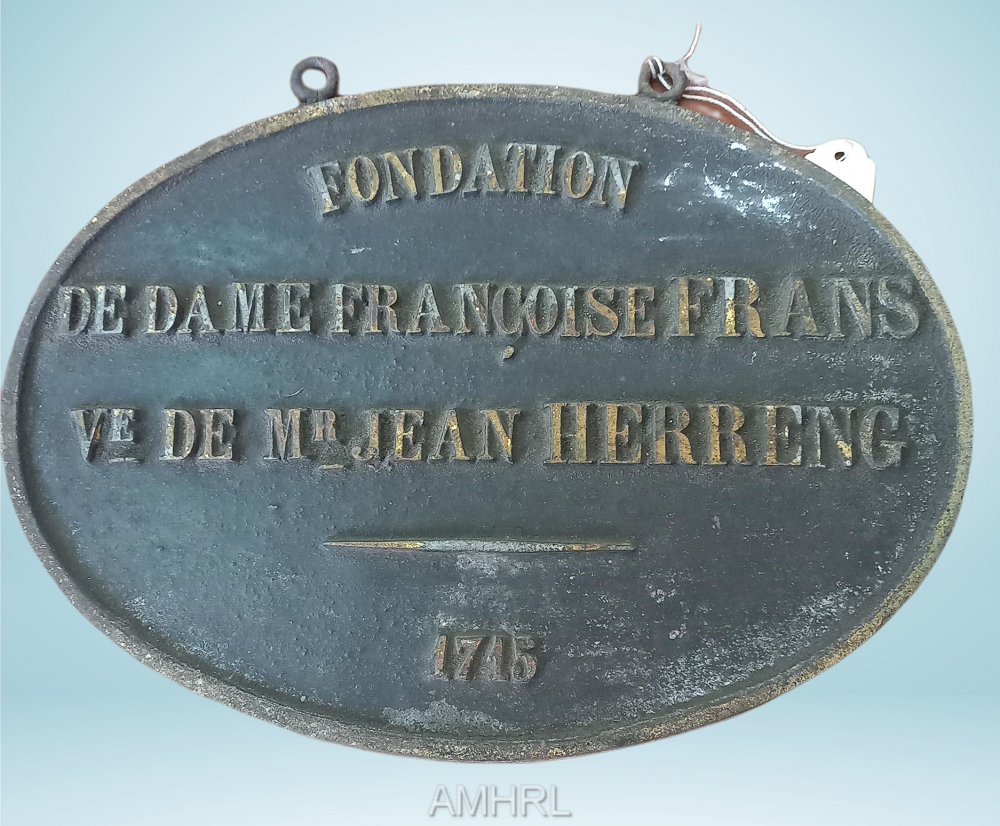 FONDATION
DE DAME FRANÇOISE FRANS
VE DE MR JEAN HERRENG
1715
AMHRL